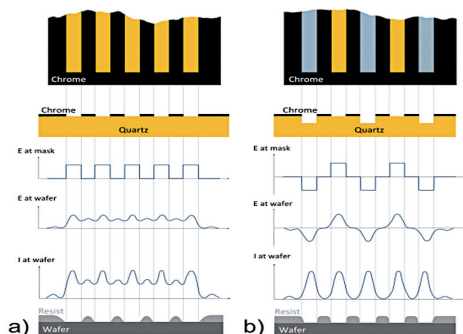 Chrome
Chrome
Quartz
E at mask
E at wafer
I at wafer
Resist
Wafer
a)
Chrome
Chrome
Quartz
E at mask
E at wafer
I at wafer
Resist
Wafer
b)